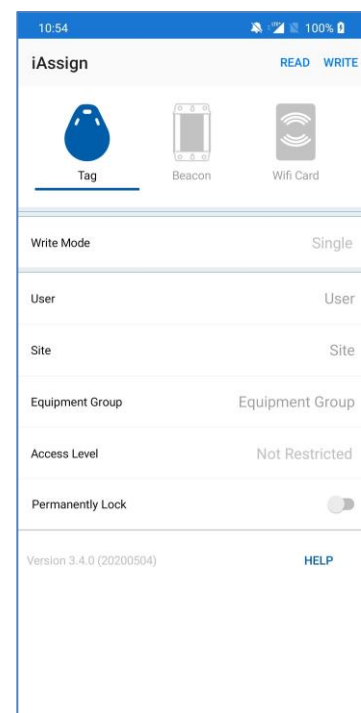 10:54 100%
iAssign READ WRITE
Tag Beacon Wifi Card
Write Mode Single
User User
Site Site
Equipment Group Equipment Group
Access Level Not Restricted
Permanently Lock
Version 3.4.0 (20200504) HELP